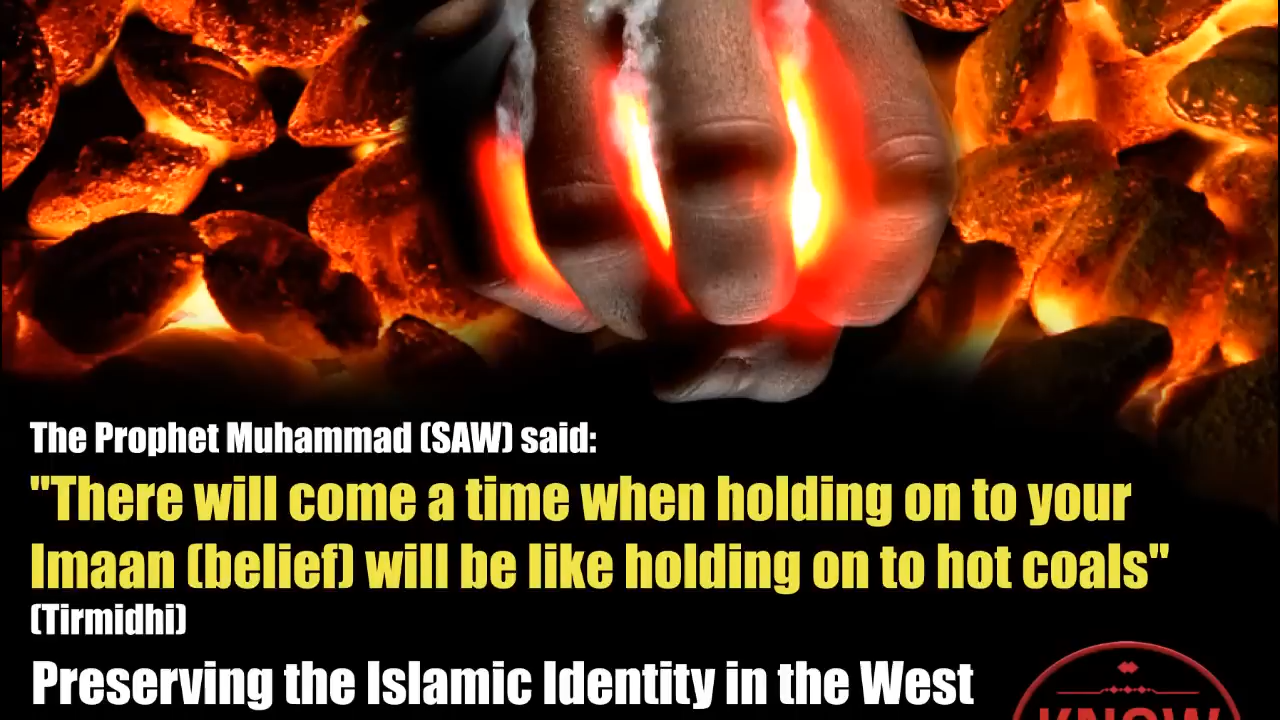 The Prophet Muhammad (SAW) said:
"There will come a time when holding on to your
Imaan (belief) will be like holding on to hot coals"
(Tirmidhi)
Preserving the Islamic Identity in the West
KNOW